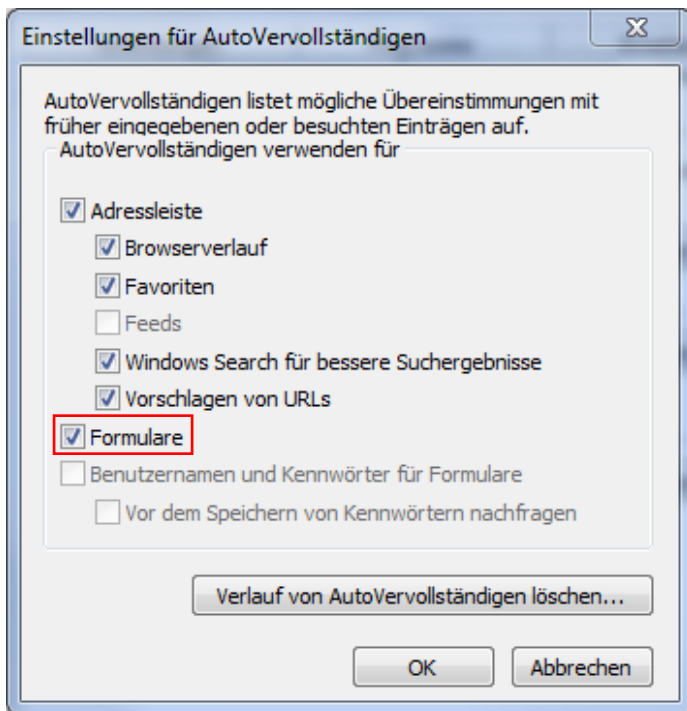 Einstellungen für AutoVervollständigen
AutoVervollständigen listet mögliche Übereinstimmungen mit
früher eingegebenen oder besuchten Einträgen auf.
AutoVervollständigen verwenden für
Adressleiste
Browserverlauf
Favoriten
Feeds
Windows Search für bessere Suchergebnisse
Vorschlagen von URLs
Formulare
Benutzernamen und Kennwörter für Formulare
Vor dem Speichern von Kennwörtern nachfragen
Verlauf von AutoVervollständigen löschen...
OK Abbrechen